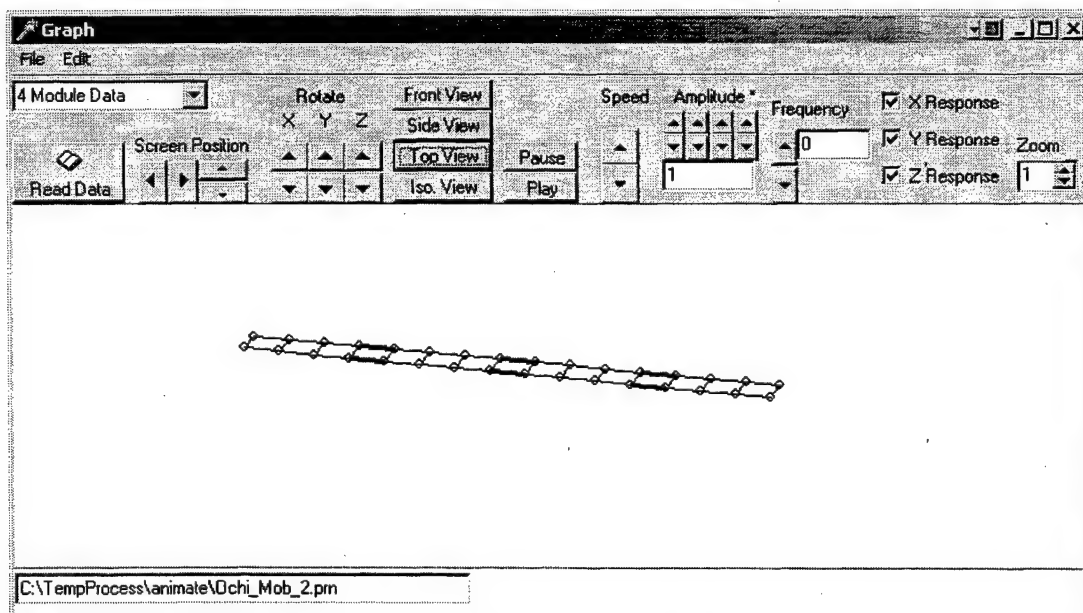 Graph
File Edit
4 Module Data
Rotate
X Y Z
Front View
Side View
Top View
Iso. View
Speed
Amplitude *
Frequency
0
X Response
Y Response
Z Response
Zoom
1
Screen Position
Read Data
Pause
Play
1
C:\TempProcess\animate\Ochi_Mob_2.prn